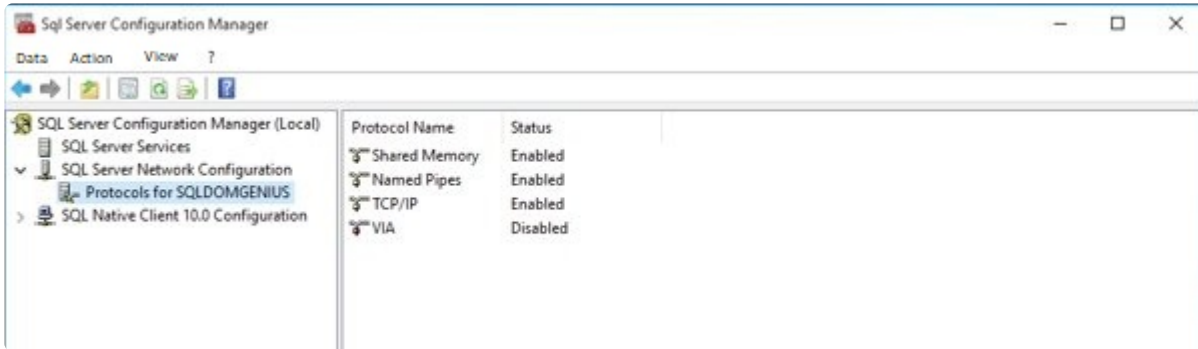 Sql Server Configuration Manager
Data Action View ?
SQL Server Configuration Manager (Local)
SQL Server Services
SQL Server Network Configuration
Protocols for SQLDOMGENIUS
SQL Native Client 10.0 Configuration
Protocol Name Status
Shared Memory Enabled
Named Pipes Enabled
TCP/IP Enabled
VIA Disabled